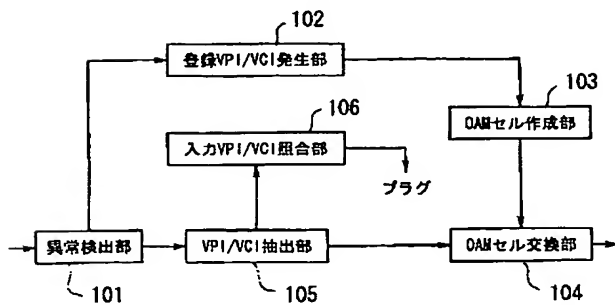 102
登録VPI/VCI発生部
103
106
OAMセル作成部
入力VPI/VCI照合部
プラグ
異常検出部
VPI/VCI抽出部
OAMセル交換部
101
105
104